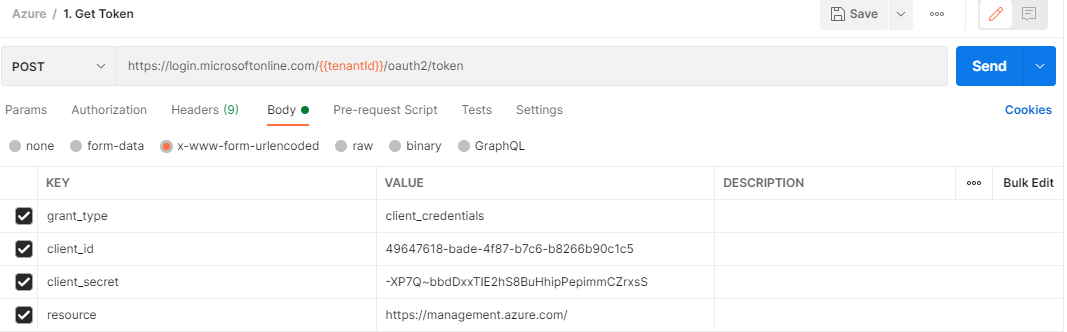 Azure / 1. Get Token Save ooo
POST https://login.microsoftonline.com/{{tenantId}}/oauth2/token Send
Params Authorization Headers (9) Body Pre-request Script Tests Settings Cookies
none form-data x-www-form-urlencoded raw binary GraphQL
KEY VALUE DESCRIPTION ooo Bulk Edit
grant_type client_credentials
client_id 49647618-bade-4f87-b7c6-b8266b90c1c5
client_secret -XP7Q~bbdDxxTIE2hS8BuHhipPepimmCZrxsS
resource https://management.azure.com/